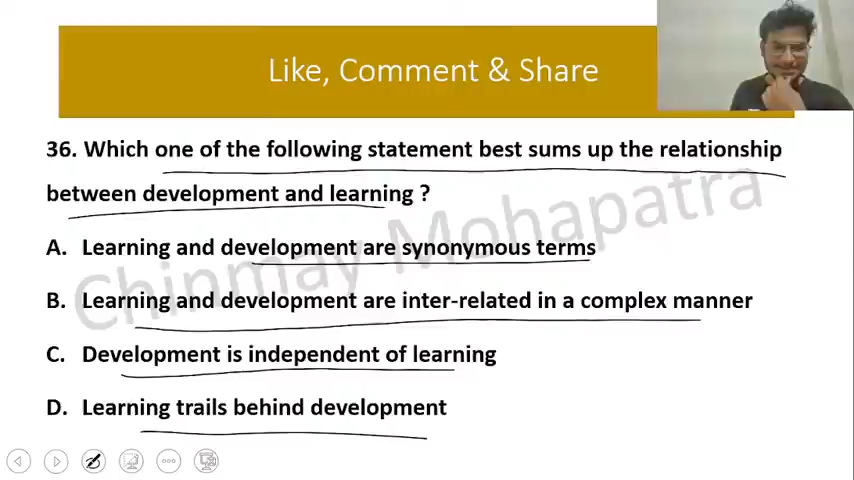 Like, Comment & Share
36. Which one of the following statement best sums up the relationship
between development and learning ?
A. Learning and development are synonymous terms
B. Learning and development are inter-related in a complex manner
C. Development is independent of learning
D. Learning trails behind development
Chinmay Mohapatra